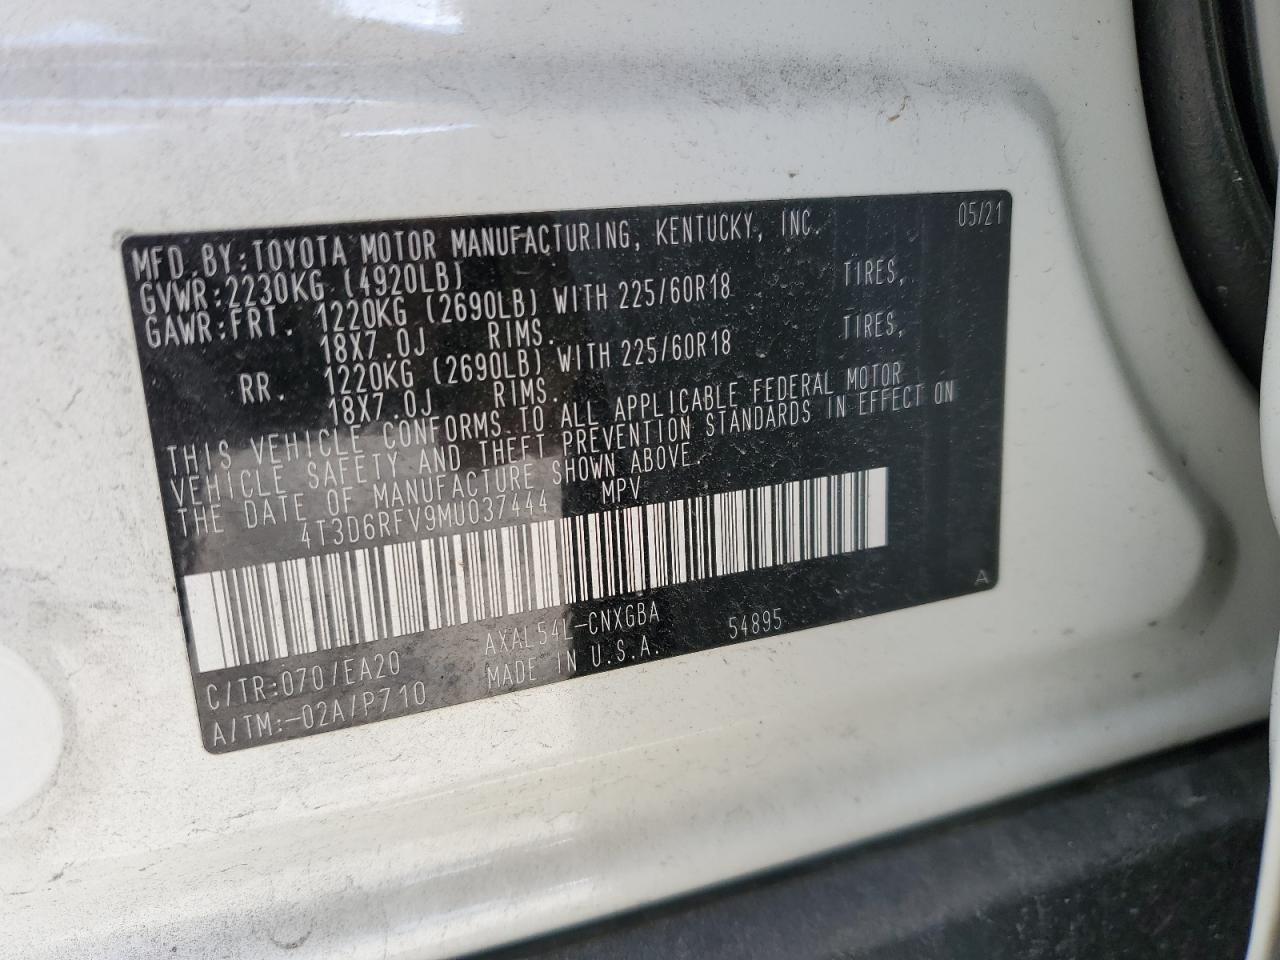 MFD.BY:TOYOTA MOTOR MANUFACTURING, KENTUCKY, INC. 05/21
GVWR:2230KG (4920LB)
GAWR:FRT. 1220KG (2690LB) WITH 225/60R18 TIRES,
18X7.0J RIMS.
RR. 1220KG (2690LB) WITH 225/60R18 TIRES,
18X7.0J RIMS.
THIS VEHICLE CONFORMS TO ALL APPLICABLE FEDERAL MOTOR
VEHICLE SAFETY AND THEFT PREVENTION STANDARDS IN EFFECT ON
THE DATE OF MANUFACTURE SHOWN ABOVE.
4T3D6RFV9MU037444 MPV
A
C/TR:070/EA20 AXAL54L-CNXGBA 54895
A/TM:-02A/P710 MADE IN U.S.A.